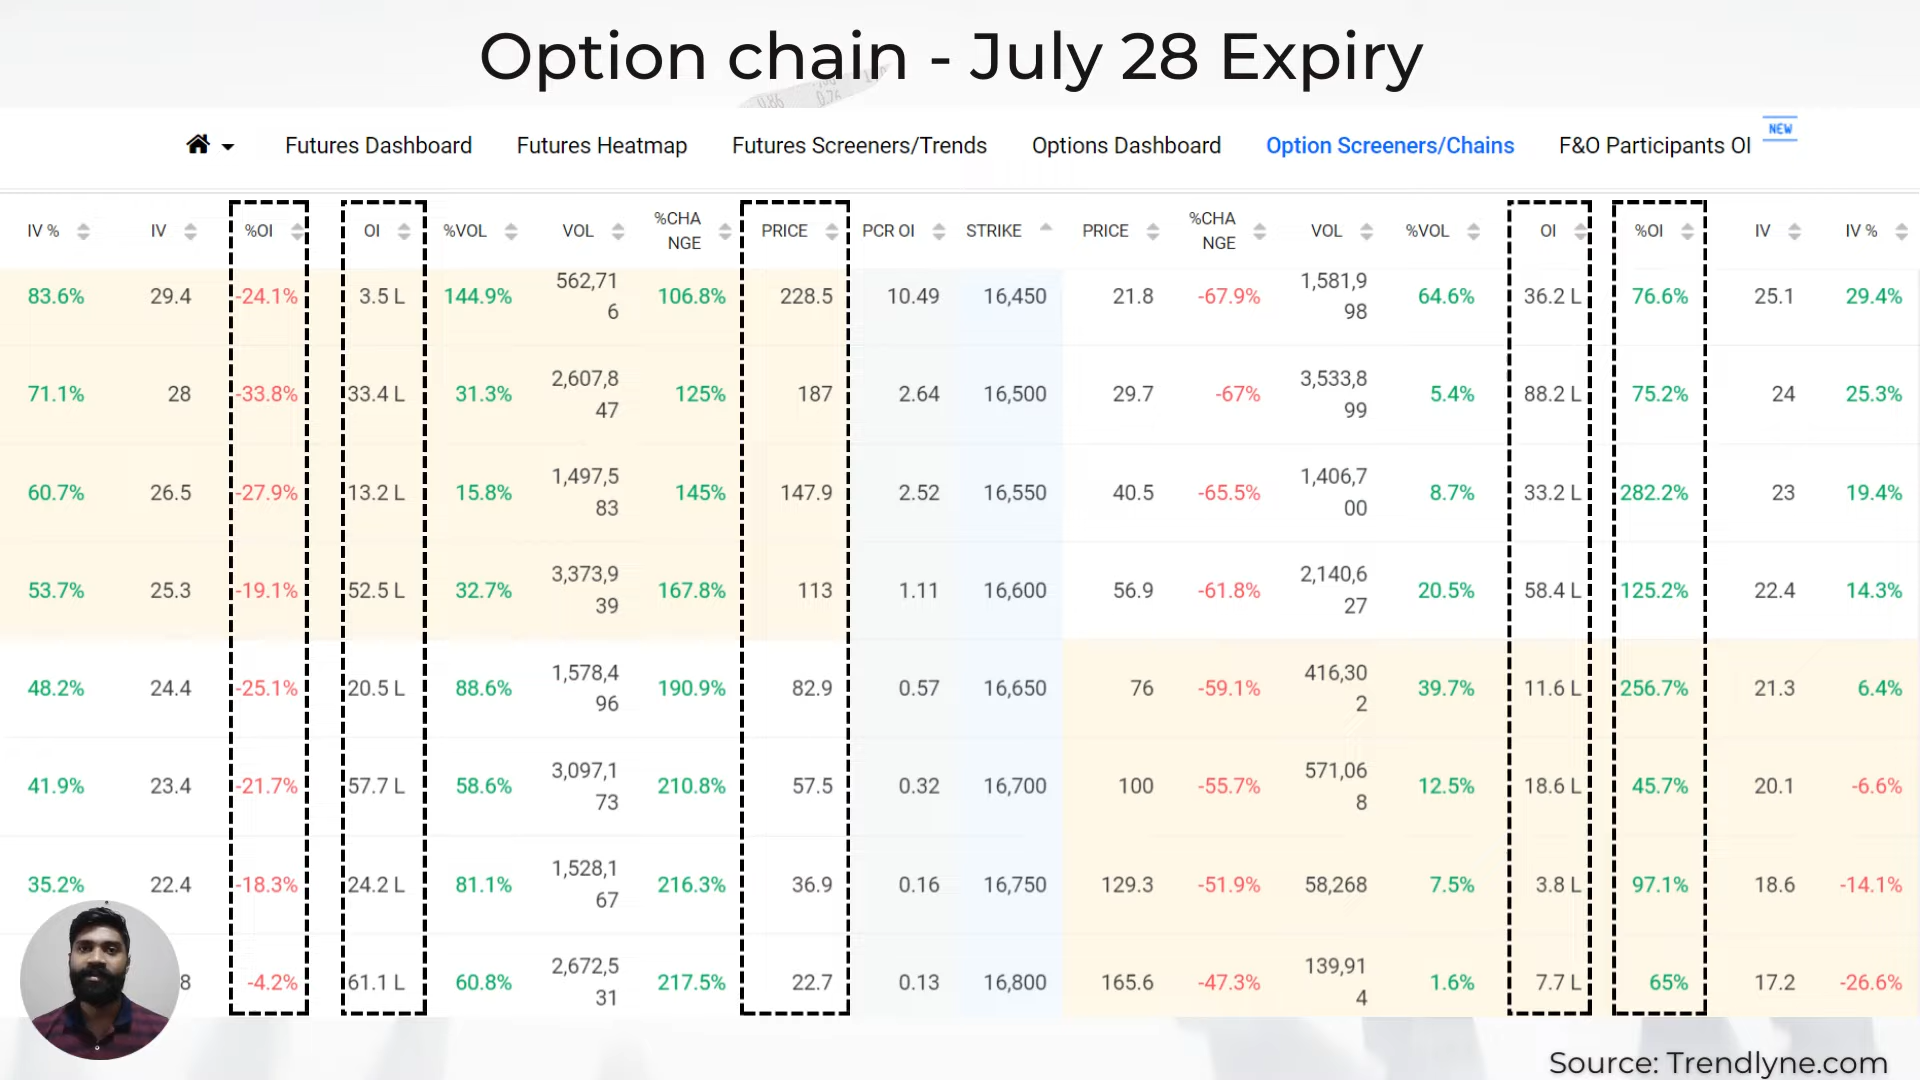 Option chain - July 28 Expiry
0.86 0.76
Futures Dashboard Futures Heatmap Futures Screeners/Trends Options Dashboard Option Screeners/Chains F&O Participants OI NEW
IV % IV %OI OI %VOL VOL %CHA NGE PRICE PCR OI STRIKE PRICE %CHA NGE VOL %VOL OI %OI IV IV %
83.6% 29.4 -24.1% 3.5 L 144.9% 562,71 6 106.8% 228.5 10.49 16,450 21.8 -67.9% 1,581,9 98 64.6% 36.2 L 76.6% 25.1 29.4%
71.1% 28 -33.8% 33.4 L 31.3% 2,607,8 47 125% 187 2.64 16,500 29.7 -67% 3,533,8 99 5.4% 88.2 L 75.2% 24 25.3%
60.7% 26.5 -27.9% 13.2 L 15.8% 1,497,5 83 145% 147.9 2.52 16,550 40.5 -65.5% 1,406,7 00 8.7% 33.2 L 282.2% 23 19.4%
53.7% 25.3 -19.1% 52.5 L 32.7% 3,373,9 39 167.8% 113 1.11 16,600 56.9 -61.8% 2,140,6 27 20.5% 58.4 L 125.2% 22.4 14.3%
48.2% 24.4 -25.1% 20.5 L 88.6% 1,578,4 96 190.9% 82.9 0.57 16,650 76 -59.1% 416,30 2 39.7% 11.6 L 256.7% 21.3 6.4%
41.9% 23.4 -21.7% 57.7 L 58.6% 3,097,1 73 210.8% 57.5 0.32 16,700 100 -55.7% 571,06 8 12.5% 18.6 L 45.7% 20.1 -6.6%
35.2% 22.4 -18.3% 24.2 L 81.1% 1,528,1 67 216.3% 36.9 0.16 16,750 129.3 -51.9% 58,268 7.5% 3.8 L 97.1% 18.6 -14.1%
8 -4.2% 61.1 L 60.8% 2,672,5 31 217.5% 22.7 0.13 16,800 165.6 -47.3% 139,91 4 1.6% 7.7 L 65% 17.2 -26.6%
Source: Trendlyne.com